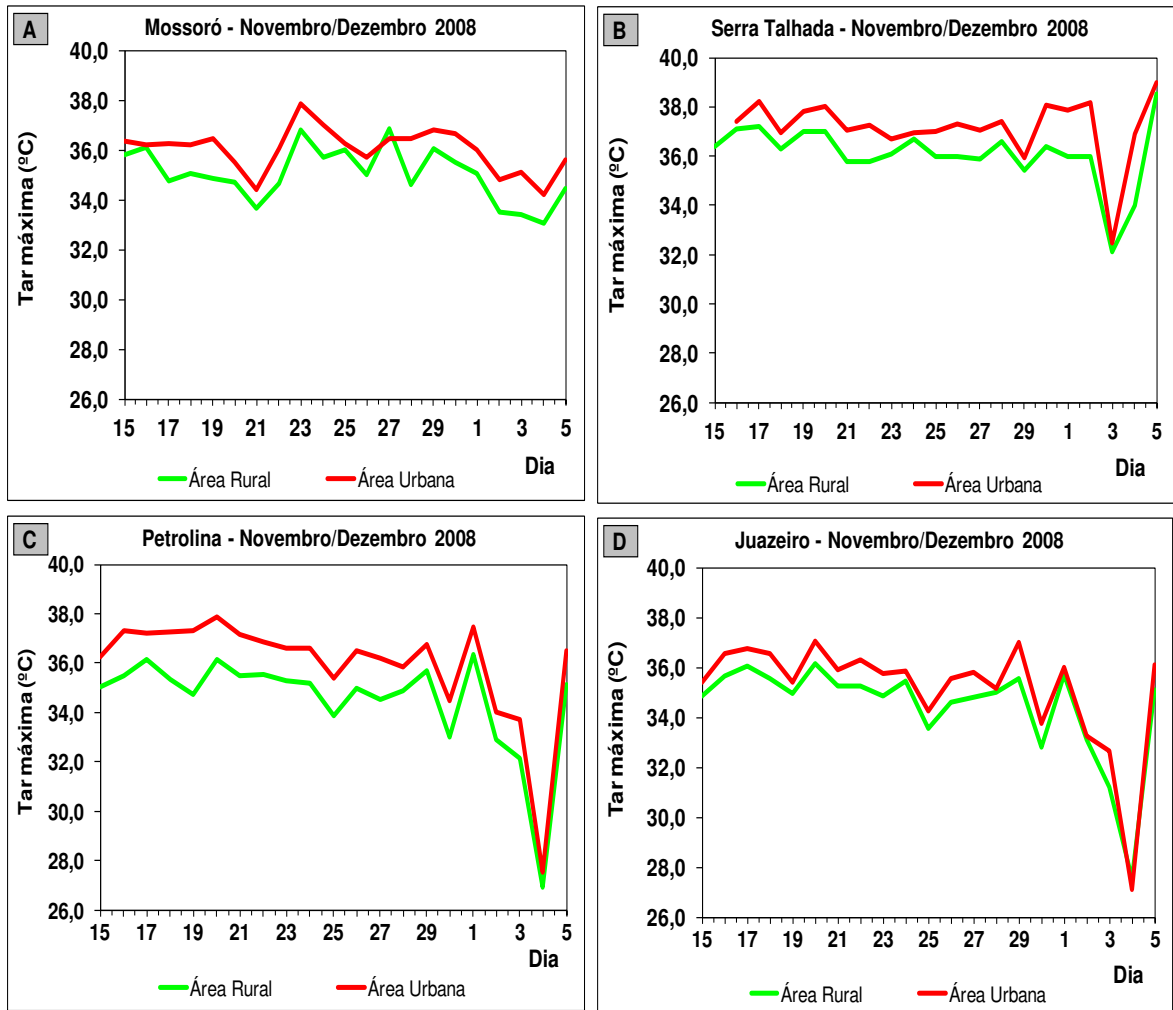 A
Mossoró - Novembro/Dezembro 2008
Tar máxima (ºC)
40,0
38,0
36,0
34,0
32,0
30,0
28,0
26,0
15 17 19 21 23 25 27 29 1 3 5
Dia
Área Rural Área Urbana
B
Serra Talhada - Novembro/Dezembro 2008
Tar máxima (ºC)
40,0
38,0
36,0
34,0
32,0
30,0
28,0
26,0
15 17 19 21 23 25 27 29 1 3 5
Dia
Área Rural Área Urbana
C
Petrolina - Novembro/Dezembro 2008
Tar máxima (ºC)
40,0
38,0
36,0
34,0
32,0
30,0
28,0
26,0
15 17 19 21 23 25 27 29 1 3 5
Dia
Área Rural Área Urbana
D
Juazeiro - Novembro/Dezembro 2008
Tar máxima (ºC)
40,0
38,0
36,0
34,0
32,0
30,0
28,0
26,0
15 17 19 21 23 25 27 29 1 3 5
Dia
Área Rural Área Urbana